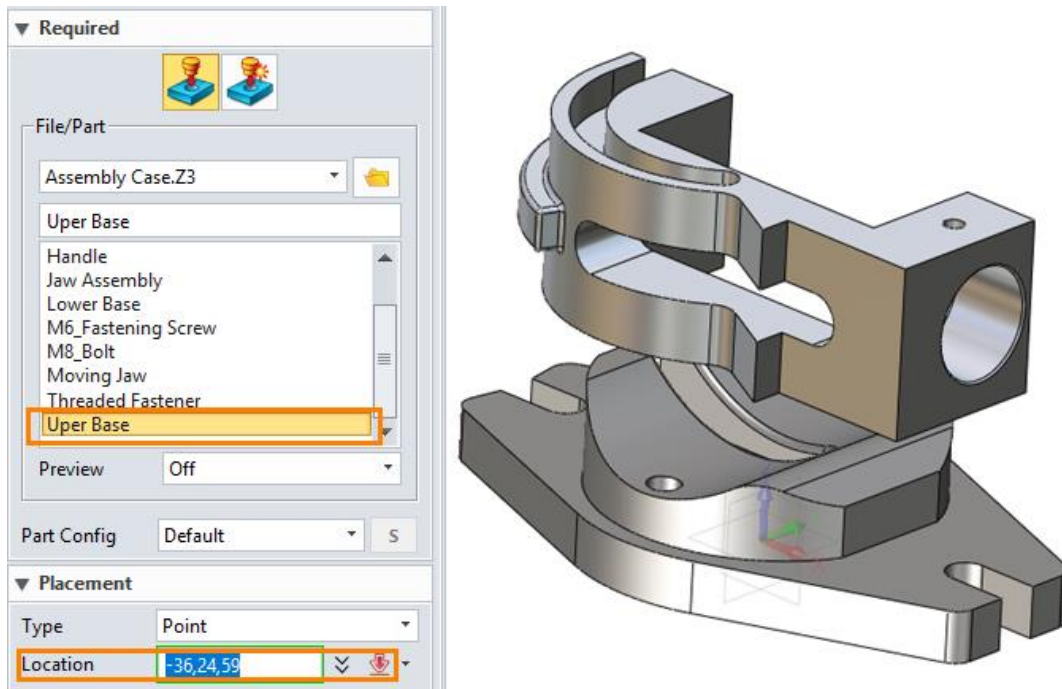 Required
File/Part
Assembly Case.Z3
Uper Base
Handle
Jaw Assembly
Lower Base
M6_Fastening Screw
M8_Bolt
Moving Jaw
Threaded Fastener
Uper Base
Preview Off
Part Config Default S
Placement
Type Point
Location -36,24,59